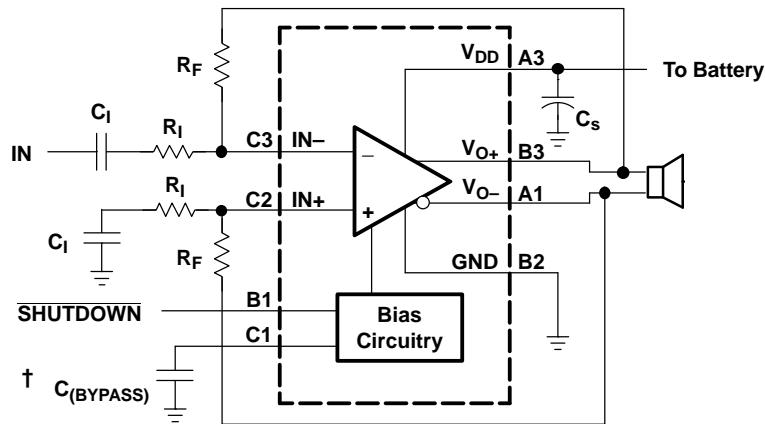 V_DD A3
To Battery
R_F
C_I
R_I
C_s
IN
C3 IN–
–
V_O+ B3
R_I
C2 IN+
+
V_O– A1
C_I
R_F
GND B2
SHUTDOWN
B1
Bias
Circuitry
C1
† C_(BYPASS)